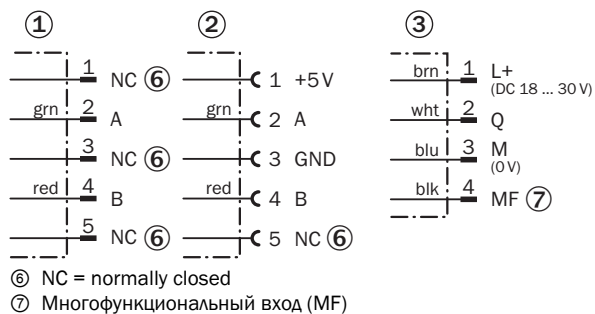 ① ② ③
1 NC ⑥
grn 2 A
3 NC ⑥
red 4 B
5 NC ⑥
1 +5 V
grn 2 A
3 GND
red 4 B
5 NC ⑥
brn 1 L+
(DC 18 ... 30 V)
wht 2 Q
blu 3 M
(0 V)
blk 4 MF ⑦
⑥ NC = normally closed
⑦ Многофункциональный вход (MF)